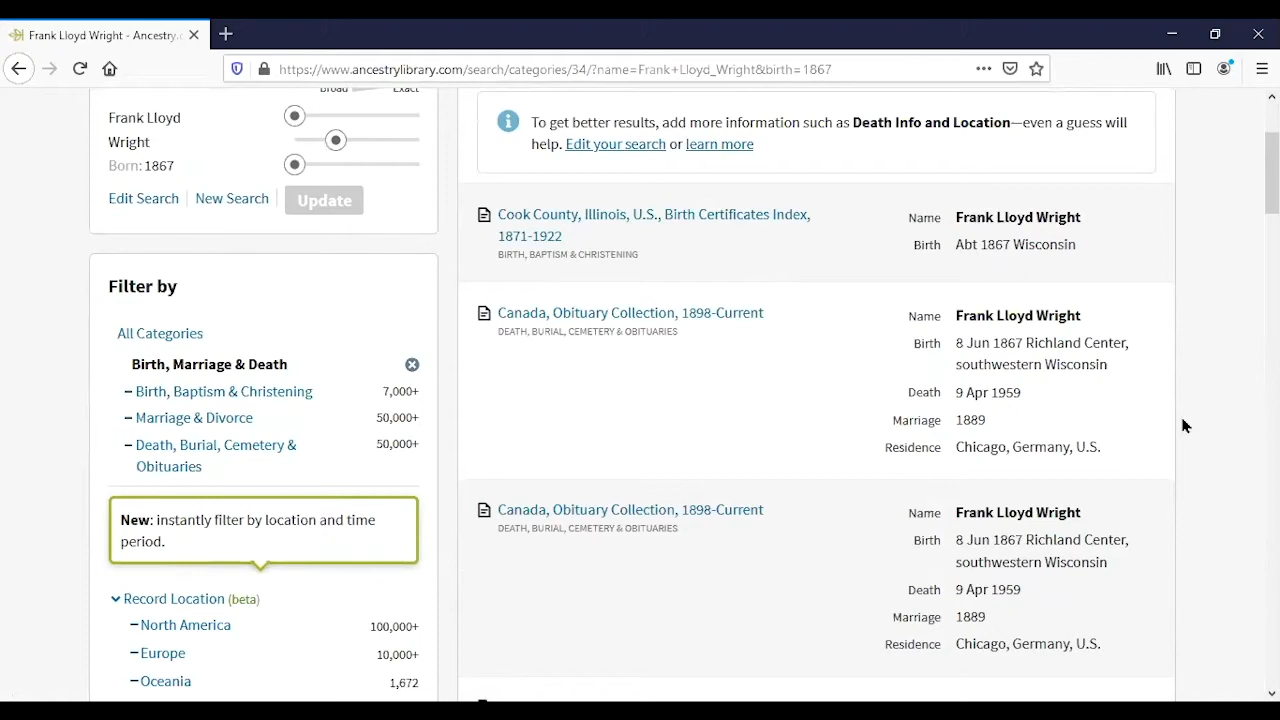 Frank Lloyd Wright - Ancestry.c
https://www.ancestrylibrary.com/search/categories/34/?name=Frank+Lloyd_Wright&birth=1867
Broad Exact
Frank Lloyd
Wright
Born: 1867
Edit Search New Search Update
Filter by
All Categories
Birth, Marriage & Death
Birth, Baptism & Christening 7,000+
Marriage & Divorce 50,000+
Death, Burial, Cemetery & 50,000+
Obituaries
New: instantly filter by location and time
period.
Record Location (beta)
North America 100,000+
Europe 10,000+
Oceania 1,672
To get better results, add more information such as Death Info and Location—even a guess will
help. Edit your search or learn more
Cook County, Illinois, U.S., Birth Certificates Index,
1871-1922
BIRTH, BAPTISM & CHRISTENING
Name Frank Lloyd Wright
Birth Abt 1867 Wisconsin
Canada, Obituary Collection, 1898-Current
DEATH, BURIAL, CEMETERY & OBITUARIES
Name Frank Lloyd Wright
Birth 8 Jun 1867 Richland Center,
southwestern Wisconsin
Death 9 Apr 1959
Marriage 1889
Residence Chicago, Germany, U.S.
Canada, Obituary Collection, 1898-Current
DEATH, BURIAL, CEMETERY & OBITUARIES
Name Frank Lloyd Wright
Birth 8 Jun 1867 Richland Center,
southwestern Wisconsin
Death 9 Apr 1959
Marriage 1889
Residence Chicago, Germany, U.S.